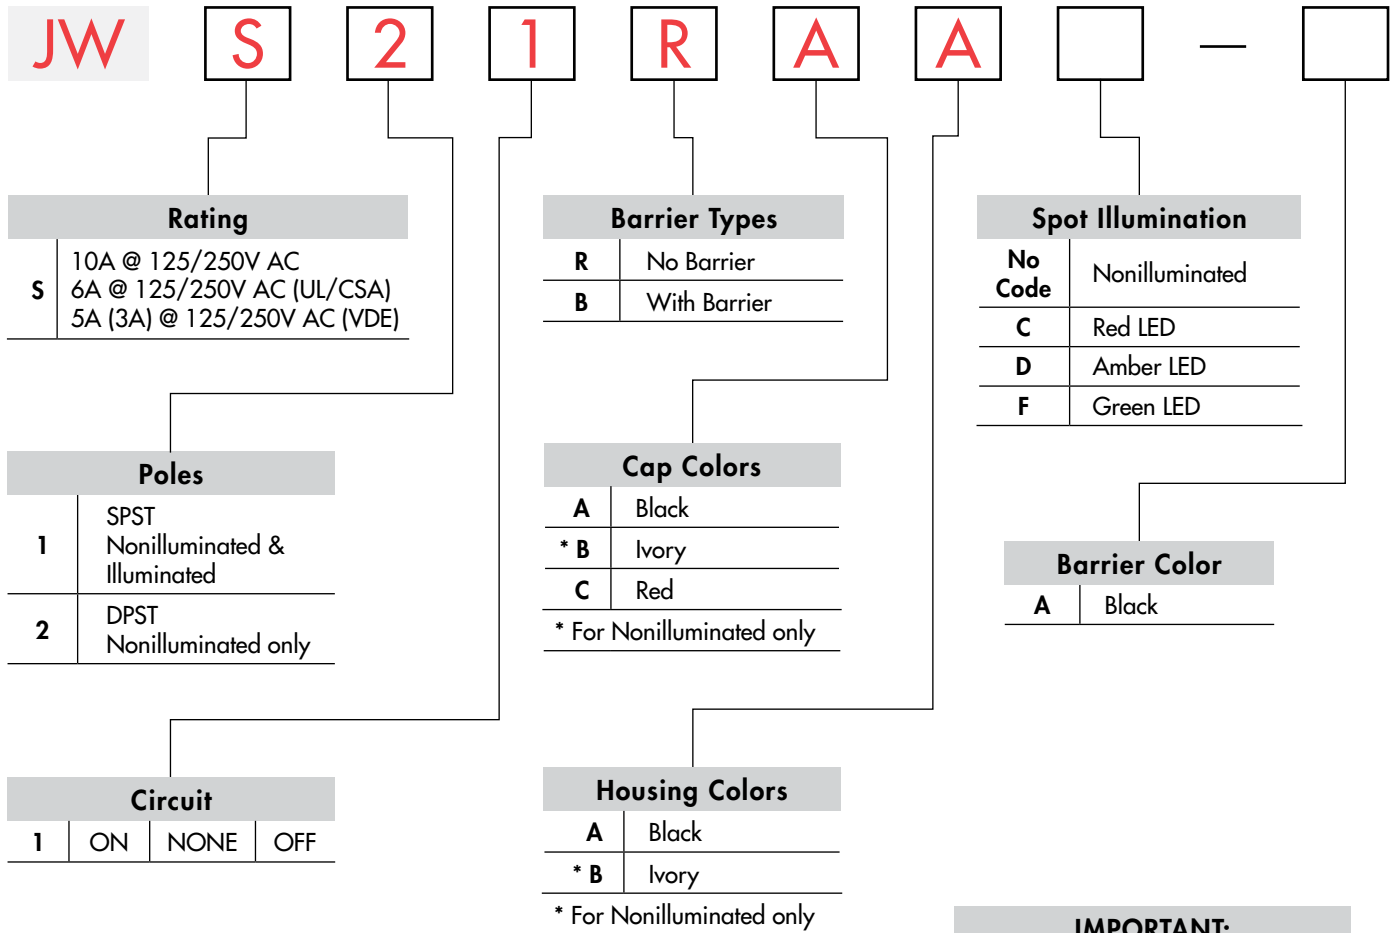 JW S 2 1 R A A —
Rating
S
10A @ 125/250V AC
6A @ 125/250V AC (UL/CSA)
5A (3A) @ 125/250V AC (VDE)
Poles
1
SPST
Nonilluminated &
Illuminated
2
DPST
Nonilluminated only
Circuit
1 ON NONE OFF
Barrier Types
R No Barrier
B With Barrier
Cap Colors
A Black
* B Ivory
C Red
* For Nonilluminated only
Housing Colors
A Black
* B Ivory
* For Nonilluminated only
Spot Illumination
No
Code
Nonilluminated
C Red LED
D Amber LED
F Green LED
Barrier Color
A Black
IMPORTANT: